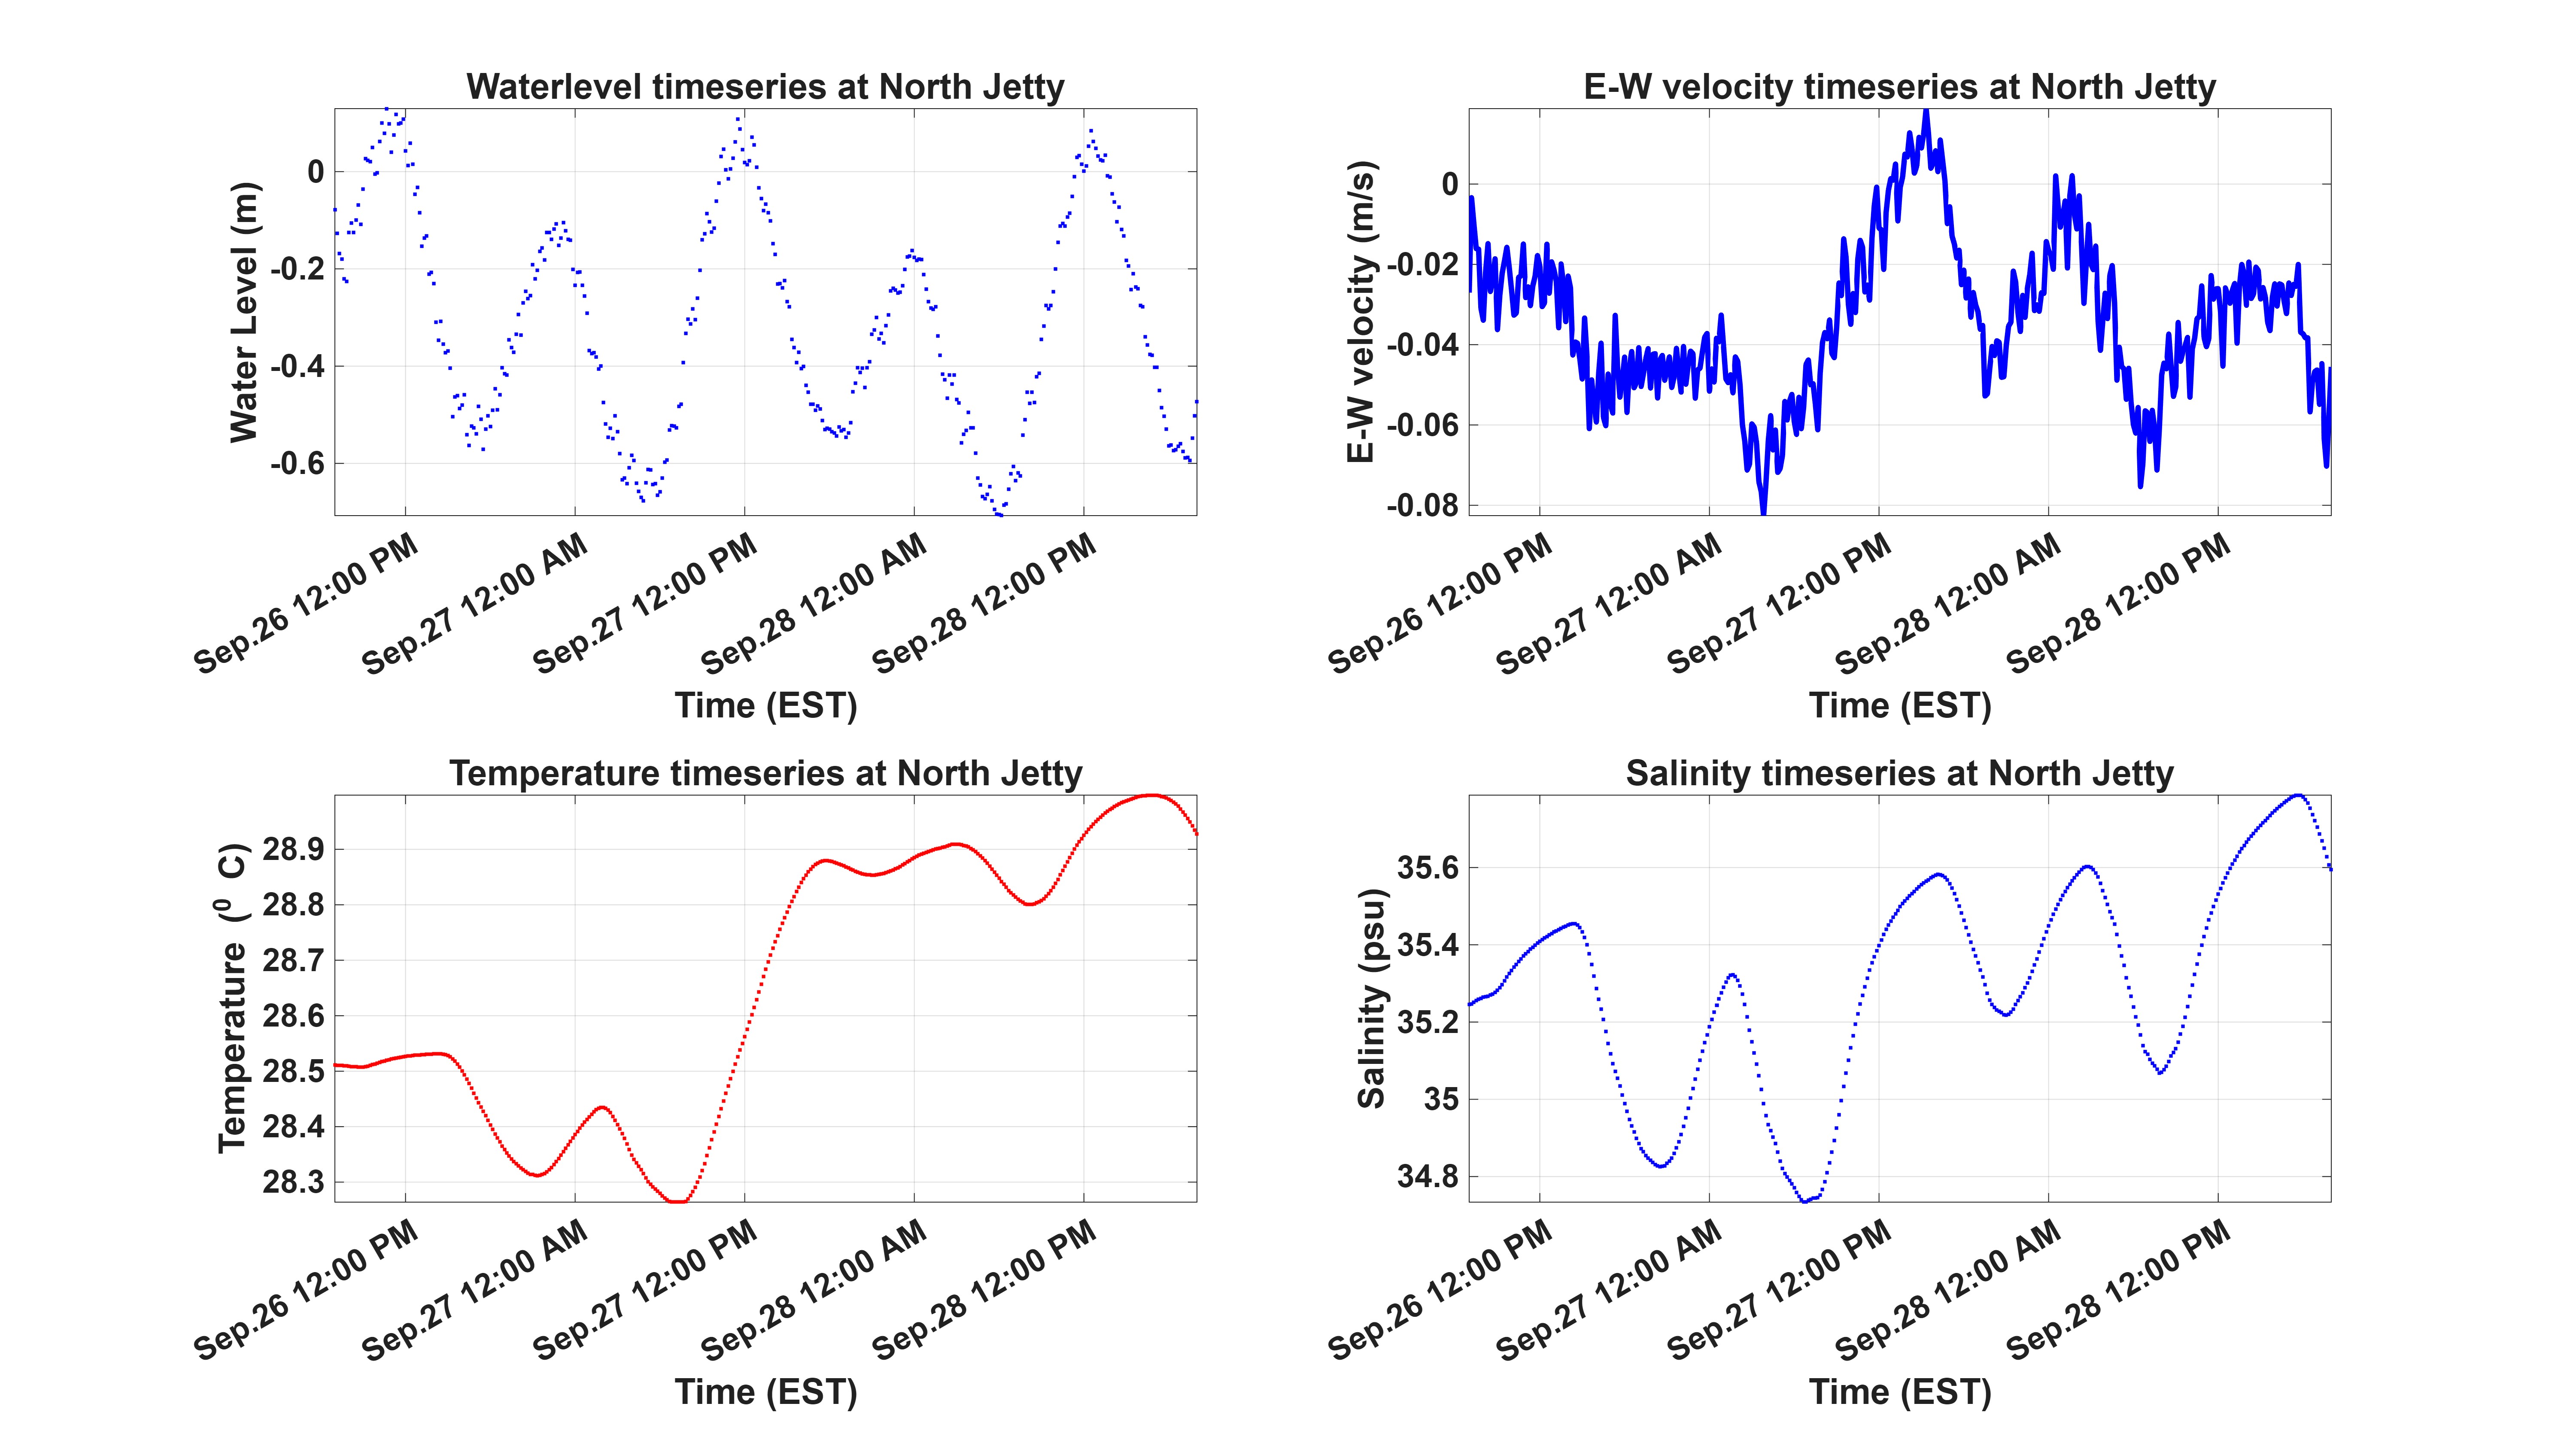 Waterlevel timeseries at North Jetty
Water Level (m)
0
-0.2
-0.4
-0.6
Sep.26 12:00 PM
Sep.27 12:00 AM
Sep.27 12:00 PM
Sep.28 12:00 AM
Sep.28 12:00 PM
Time (EST)
E-W velocity timeseries at North Jetty
E-W velocity (m/s)
0
-0.02
-0.04
-0.06
-0.08
Sep.26 12:00 PM
Sep.27 12:00 AM
Sep.27 12:00 PM
Sep.28 12:00 AM
Sep.28 12:00 PM
Time (EST)
Temperature timeseries at North Jetty
Temperature (⁰ C)
28.9
28.8
28.7
28.6
28.5
28.4
28.3
Sep.26 12:00 PM
Sep.27 12:00 AM
Sep.27 12:00 PM
Sep.28 12:00 AM
Sep.28 12:00 PM
Time (EST)
Salinity timeseries at North Jetty
Salinity (psu)
35.6
35.4
35.2
35
34.8
Sep.26 12:00 PM
Sep.27 12:00 AM
Sep.27 12:00 PM
Sep.28 12:00 AM
Sep.28 12:00 PM
Time (EST)